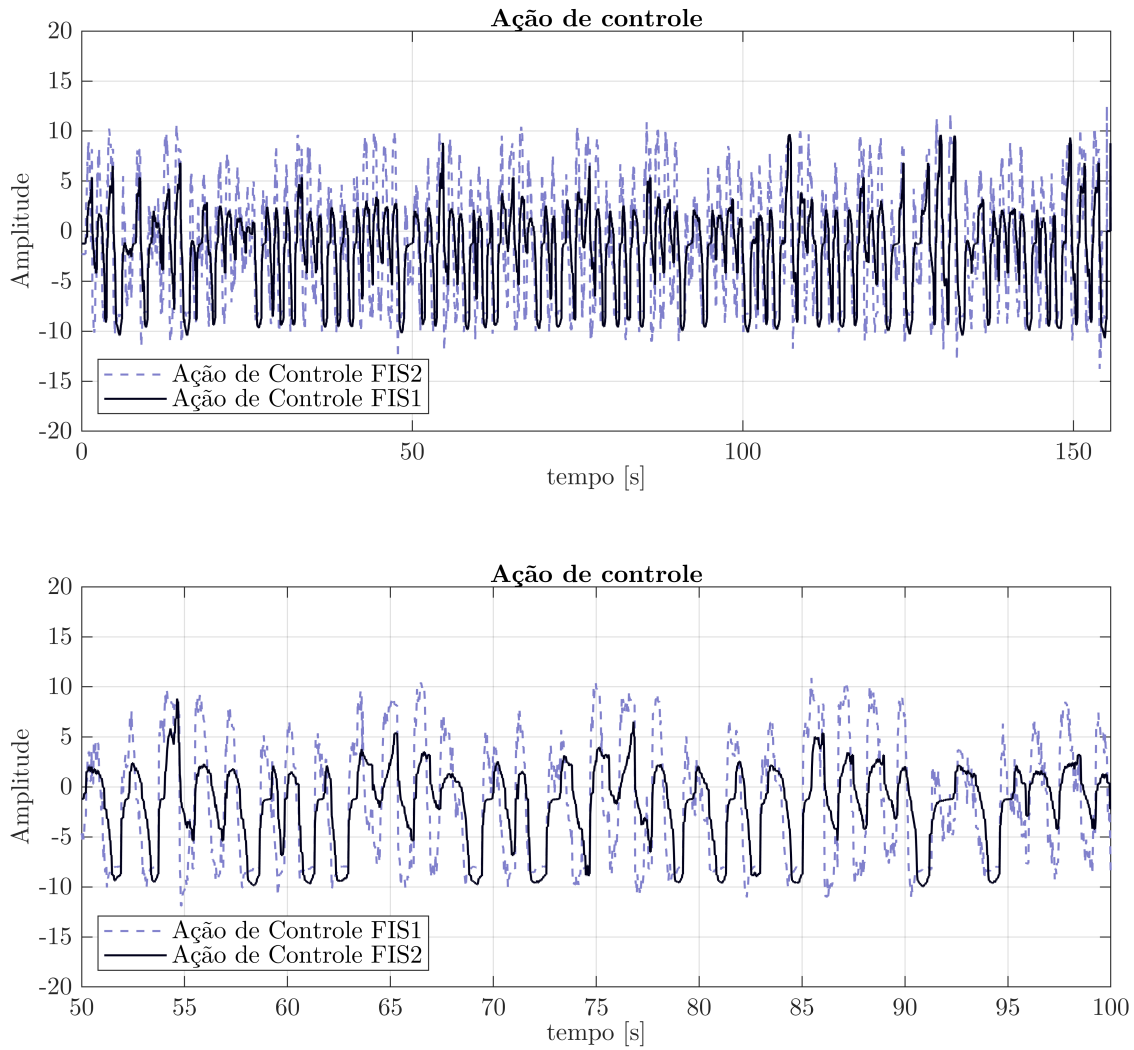 Ação de controle
20
15
10
5
0
-5
-10
-15
-20
Amplitude
Ação de Controle FIS2
Ação de Controle FIS1
0 50 100 150
tempo [s]
Ação de controle
20
15
10
5
0
-5
-10
-15
-20
Amplitude
Ação de Controle FIS1
Ação de Controle FIS2
50 55 60 65 70 75 80 85 90 95 100
tempo [s]